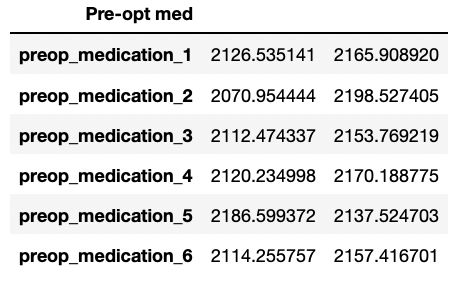 Pre-opt med
preop_medication_1 2126.535141 2165.908920
preop_medication_2 2070.954444 2198.527405
preop_medication_3 2112.474337 2153.769219
preop_medication_4 2120.234998 2170.188775
preop_medication_5 2186.599372 2137.524703
preop_medication_6 2114.255757 2157.416701